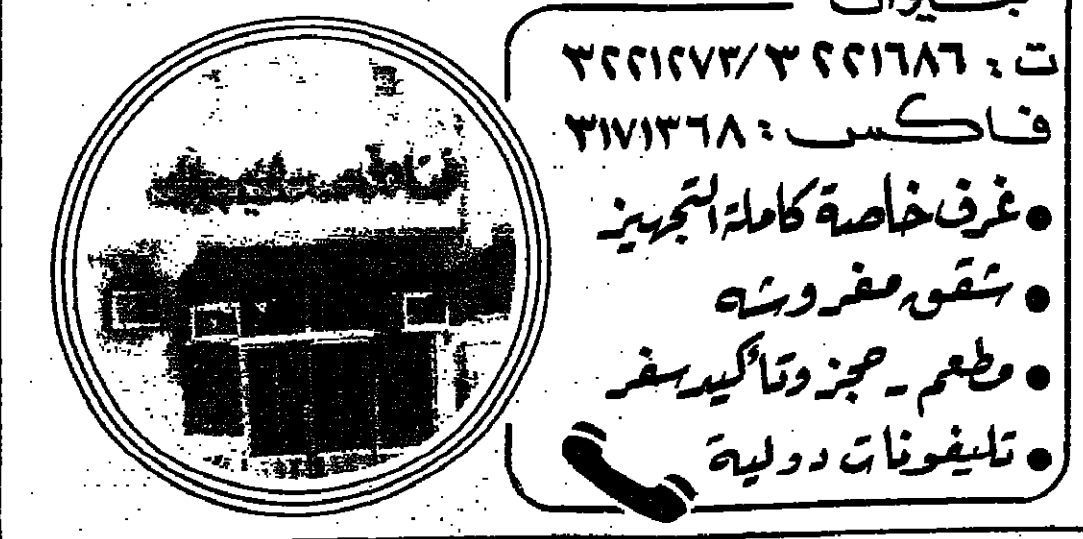 ت : ٣٢٢١٦٨٦/٣٢٢١٢٧٣
فاكس : ٣١٧١٣٦٨
• غرف خاصة كاملة التجهيز
• شقق مفروشه
• مطعم - حجز وتأكيد سفر
• تليفونات دولية